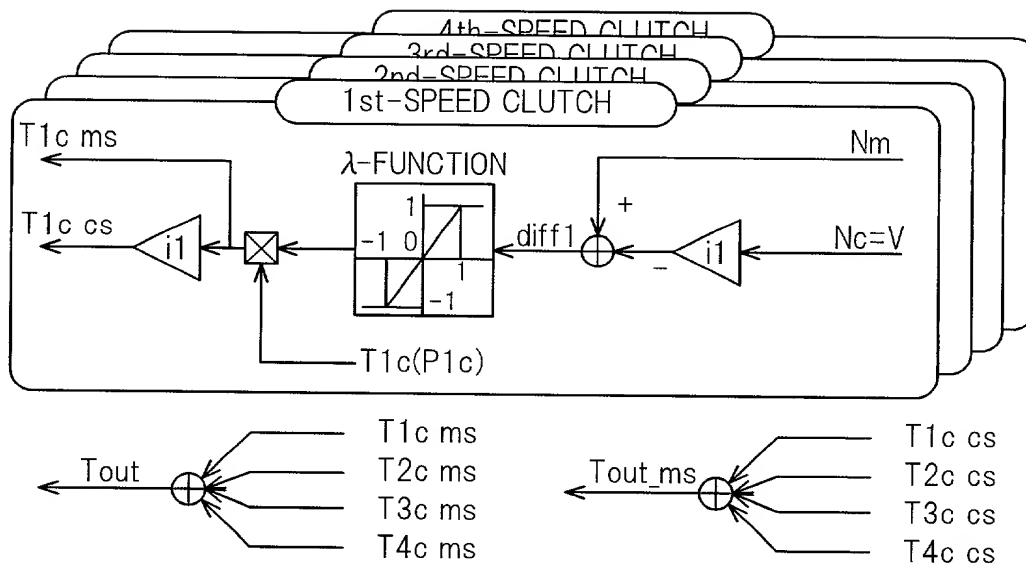 4th-SPEED CLUTCH
3rd-SPEED CLUTCH
2nd-SPEED CLUTCH
1st-SPEED CLUTCH
T1c ms
λ-FUNCTION
Nm
1
+
T1c cs
i1
-1
0
diff1
i1
Nc=V
1
−
-1
T1c(P1c)
T1c ms
T1c cs
Tout
T2c ms
Tout_ms
T2c cs
T3c ms
T3c cs
T4c ms
T4c cs